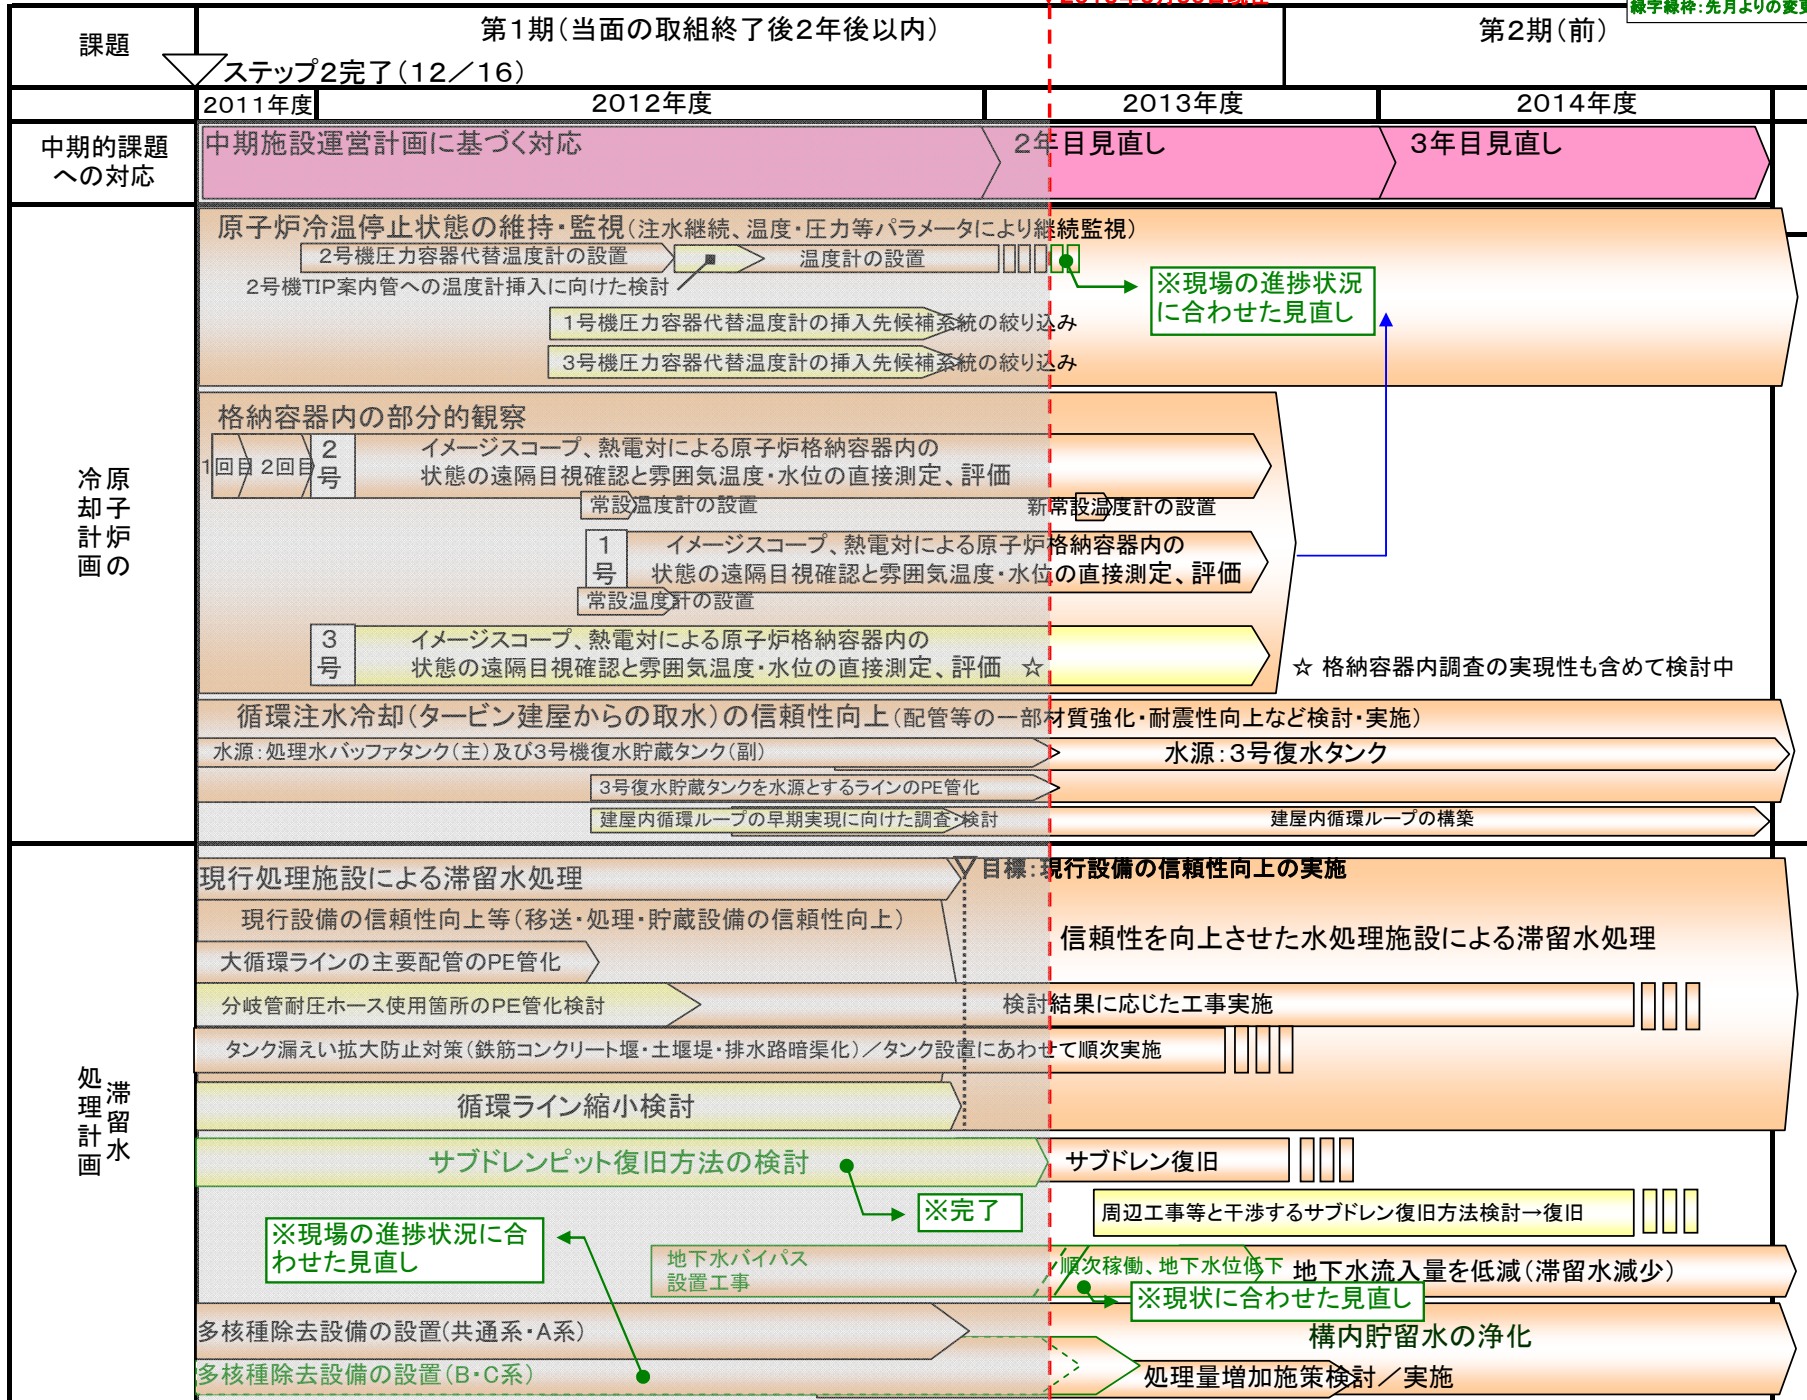 緑字緑枠：先月よりの変更
課題
第１期（当面の取組終了後２年後以内）
第２期（前）
ステップ２完了（１２／１６）
2011年度
2012年度
2013年度
2014年度
中期的課題
への対応
中期施設運営計画に基づく対応
２年目見直し
３年目見直し
原子炉の
冷却計画
原子炉冷温停止状態の維持・監視（注水継続、温度・圧力等パラメータにより継続監視）
２号機圧力容器代替温度計の設置
温度計の設置
２号機TIP案内管への温度計挿入に向けた検討
※現場の進捗状況
に合わせた見直し
１号機圧力容器代替温度計の挿入先候補系統の絞り込み
３号機圧力容器代替温度計の挿入先候補系統の絞り込み
格納容器内の部分的観察
１回目
２回目
２
号
イメージスコープ、熱電対による原子炉格納容器内の
状態の遠隔目視確認と雰囲気温度・水位の直接測定、評価
常設温度計の設置
新常設温度計の設置
１
号
イメージスコープ、熱電対による原子炉格納容器内の
状態の遠隔目視確認と雰囲気温度・水位の直接測定、評価
常設温度計の設置
３
号
イメージスコープ、熱電対による原子炉格納容器内の
状態の遠隔目視確認と雰囲気温度・水位の直接測定、評価　☆
☆ 格納容器内調査の実現性も含めて検討中
循環注水冷却（タービン建屋からの取水）の信頼性向上（配管等の一部材質強化・耐震性向上など検討・実施）
水源：処理水バッファタンク（主）及び３号機復水貯蔵タンク（副）
水源：３号復水タンク
３号復水貯蔵タンクを水源とするラインのPE管化
建屋内循環ループの早期実現に向けた調査・検討
建屋内循環ループの構築
滞留水
処理計画
現行処理施設による滞留水処理
目標：現行設備の信頼性向上の実施
現行設備の信頼性向上等（移送・処理・貯蔵設備の信頼性向上）
信頼性を向上させた水処理施設による滞留水処理
大循環ラインの主要配管のPE管化
分岐管耐圧ホース使用箇所のPE管化検討
検討結果に応じた工事実施
タンク漏えい拡大防止対策（鉄筋コンクリート堰・土堰堤・排水路暗渠化）／タンク設置にあわせて順次実施
循環ライン縮小検討
サブドレンピット復旧方法の検討
サブドレン復旧
※完了
周辺工事等と干渉するサブドレン復旧方法検討→復旧
※現場の進捗状況に合
わせた見直し
地下水バイパス
設置工事
順次稼働、地下水位低下
地下水流入量を低減（滞留水減少）
※現状に合わせた見直し
多核種除去設備の設置（共通系・Ａ系）
構内貯留水の浄化
多核種除去設備の設置（Ｂ・Ｃ系）
処理量増加施策検討／実施